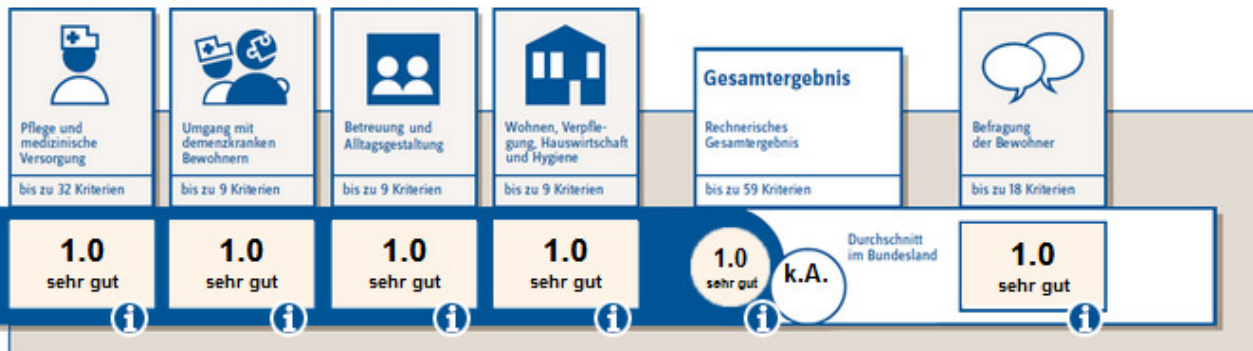 Pflege und
medizinische
Versorgung
bis zu 32 Kriterien
Umgang mit
demenzkranken
Bewohnern
bis zu 9 Kriterien
Betreuung und
Alltagsgestaltung
bis zu 9 Kriterien
Wohnen, Verpfle-
gung, Hauswirtschaft
und Hygiene
bis zu 9 Kriterien
Gesamtergebnis
Rechnerisches
Gesamtergebnis
bis zu 59 Kriterien
Befragung
der Bewohner
bis zu 18 Kriterien
1.0
sehr gut
1.0
sehr gut
1.0
sehr gut
1.0
sehr gut
1.0
sehr gut
k.A.
Durchschnitt
im Bundesland
1.0
sehr gut